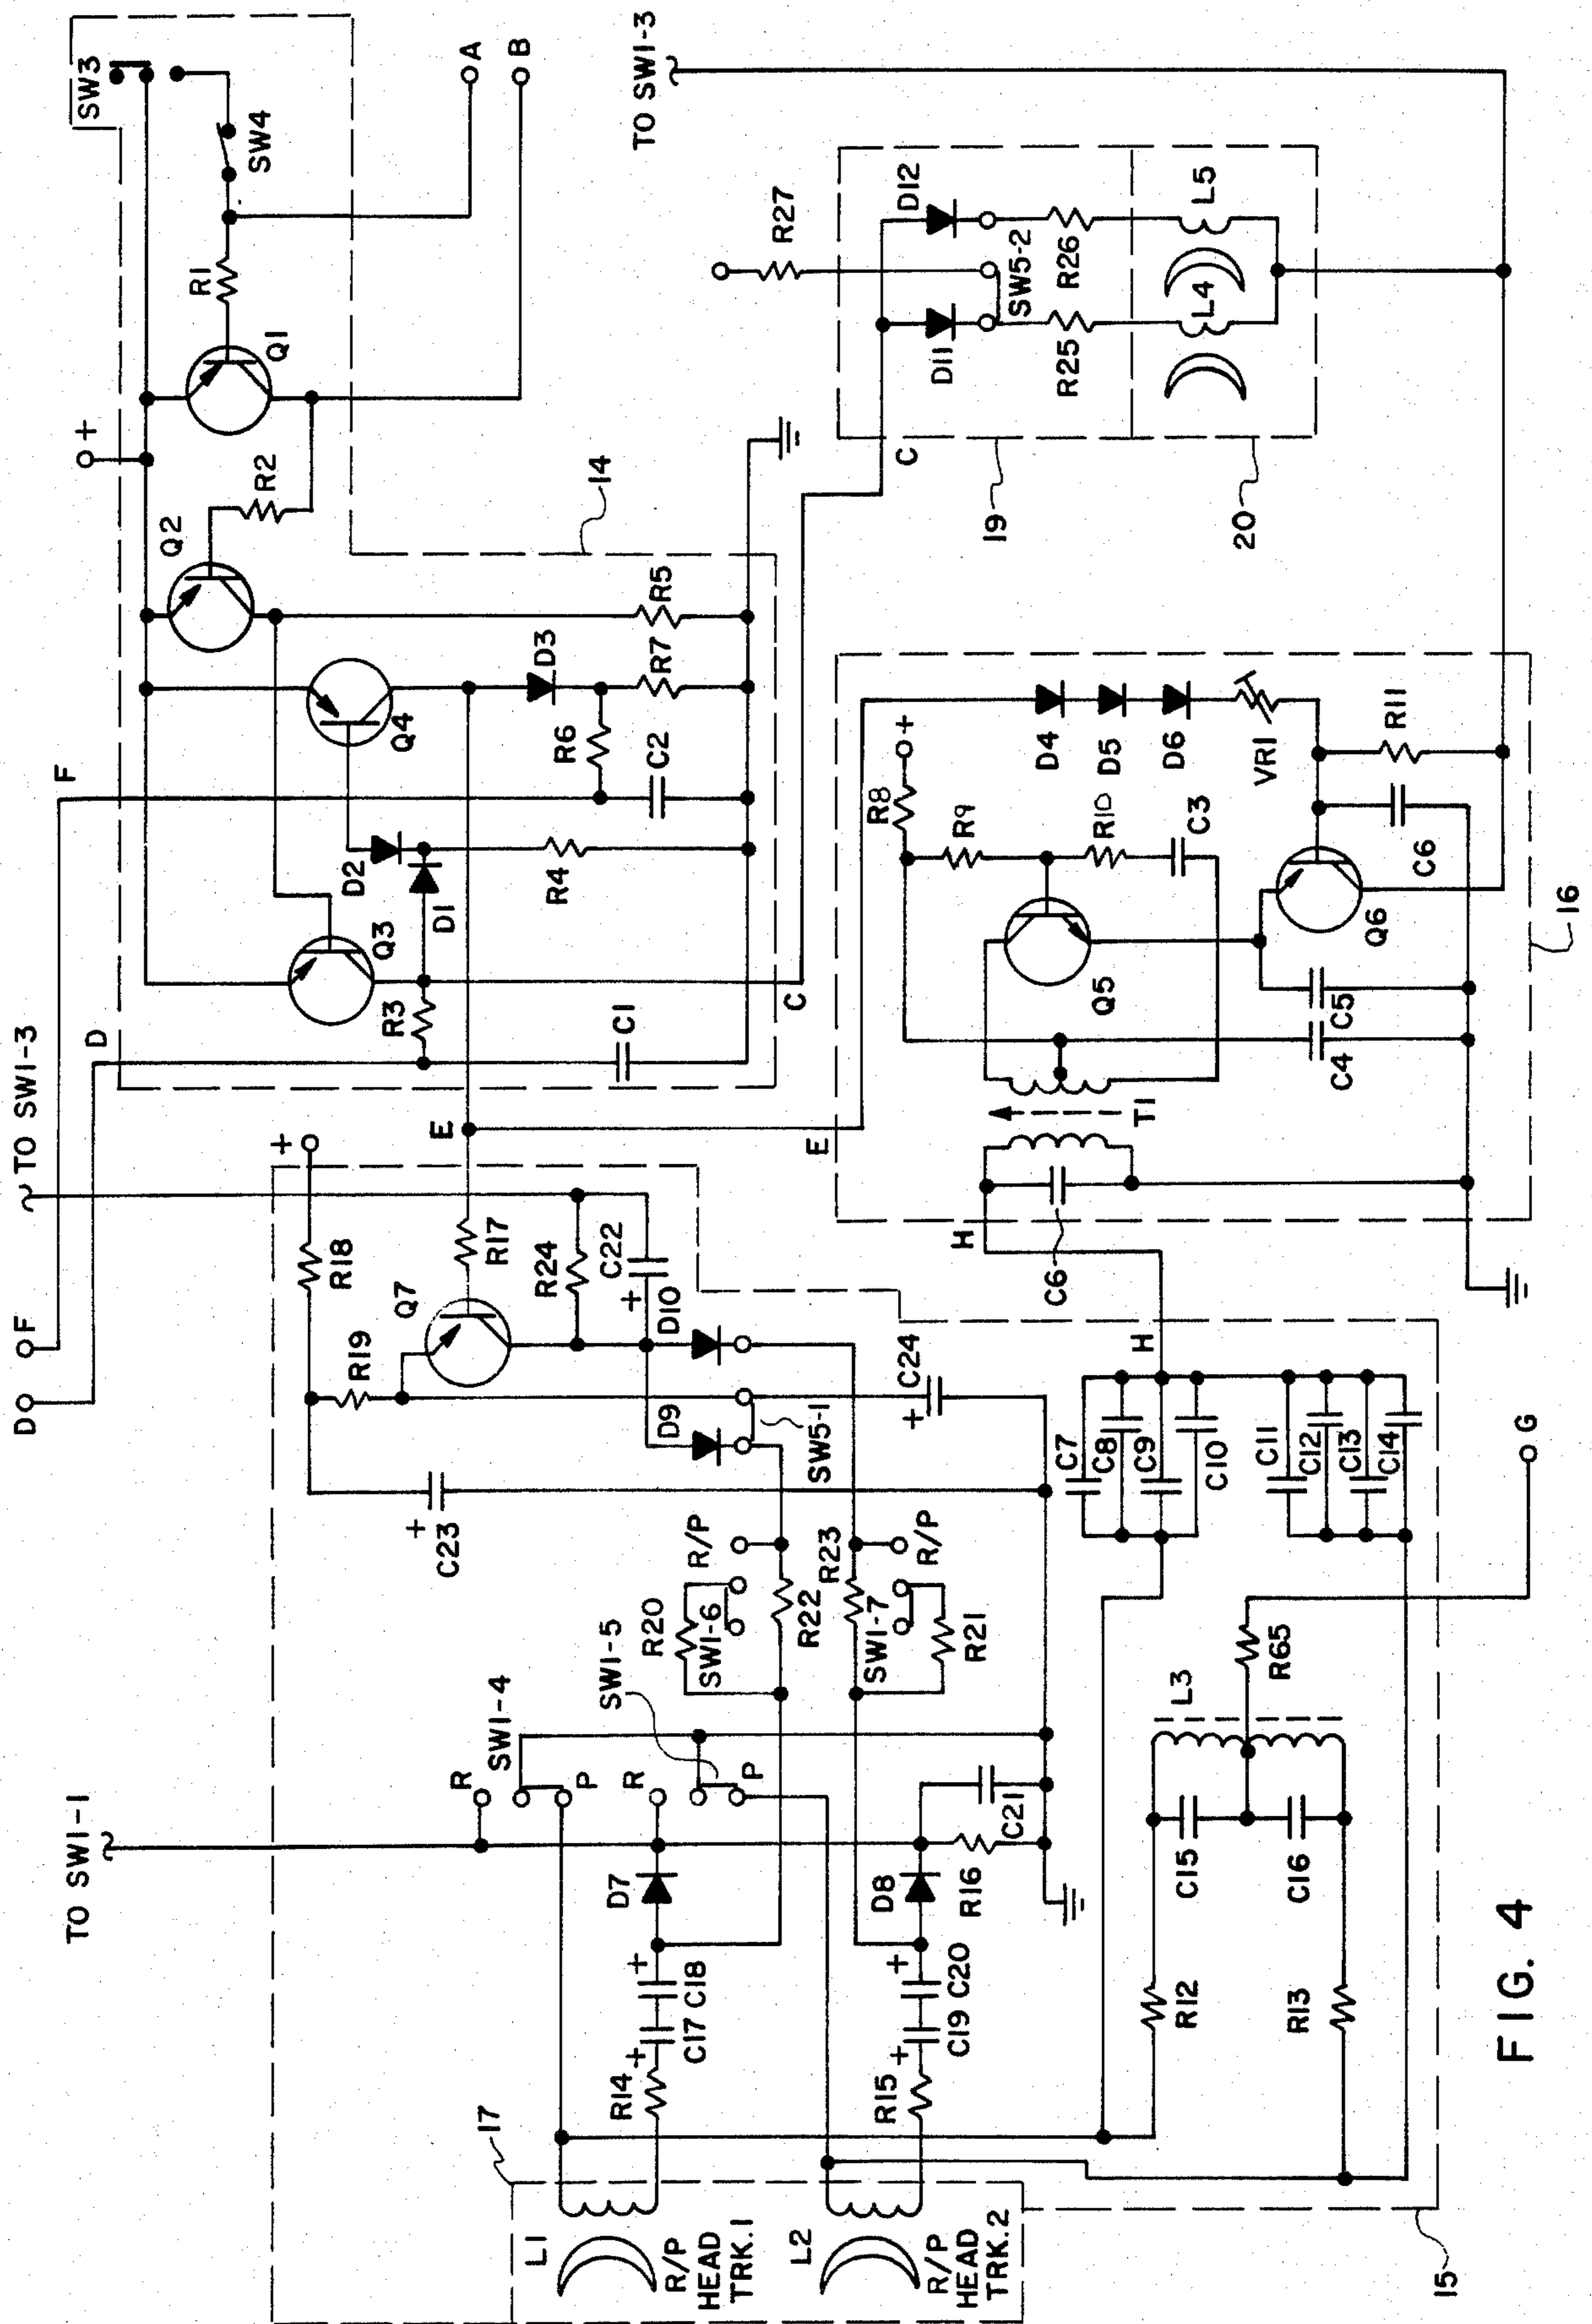 TO SW1-3
D
F
D
F
TO SW1-1
+
SW3
SW4
A
B
Q2
R2
R1
Q1
14
R5
D3
R7
Q4
R6
C2
D2
D1
R4
Q3
R3
C1
C
TO SW1-3
R27
D12
D11
SW5-2
R26
R25
L5
L4
C
19
20
E
+
R18
R17
Q7
R19
R24
C22
+
D10
D9
SW5-1
C24
+
C23
+
R/P
R20
SW1-6
R22
R23
R/P
SW1-7
R21
SW1-5
SW1-4
R
P
R
P
D7
D8
R16
C21
+
C17
C18
+
R14
+
C19
C20
+
R15
17
L1
R/P
HEAD
TRK.1
L2
R/P
HEAD
TRK.2
E
R8
+
R9
R10
C3
D4
D5
D6
VR1
R11
C6
Q6
Q5
C5
C4
T1
H
C6
16
H
C7
C8
C9
C10
C11
C12
C13
C14
G
R65
L3
C15
C16
R12
R13
15
FIG. 4